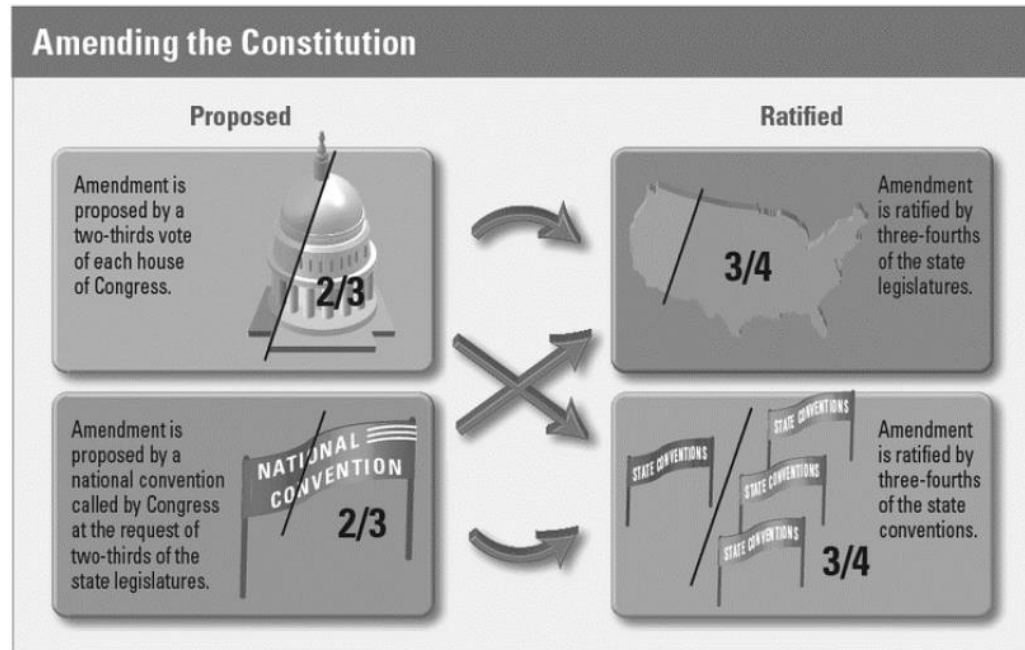 Amending the Constitution
Proposed
Amendment is
proposed by a
two-thirds vote
of each house
of Congress.
2/3
Amendment is
proposed by a
national convention
called by Congress
at the request of
two-thirds of the
state legislatures.
NATIONAL
CONVENTION
2/3
Ratified
3/4
Amendment
is ratified by
three-fourths
of the state
legislatures.
STATE CONVENTIONS
STATE CONVENTIONS
STATE CONVENTIONS
STATE CONVENTIONS
3/4
Amendment
is ratified by
three-fourths
of the state
conventions.